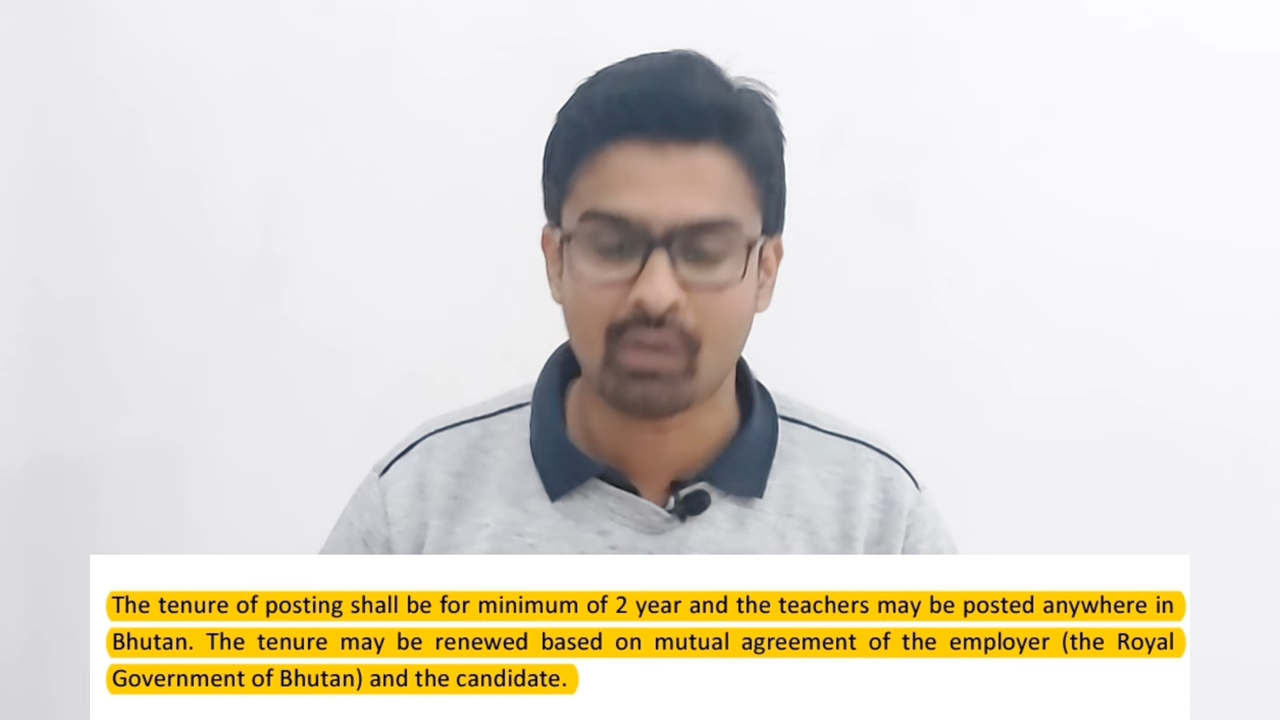 The tenure of posting shall be for minimum of 2 year and the teachers may be posted anywhere in
Bhutan. The tenure may be renewed based on mutual agreement of the employer (the Royal
Government of Bhutan) and the candidate.